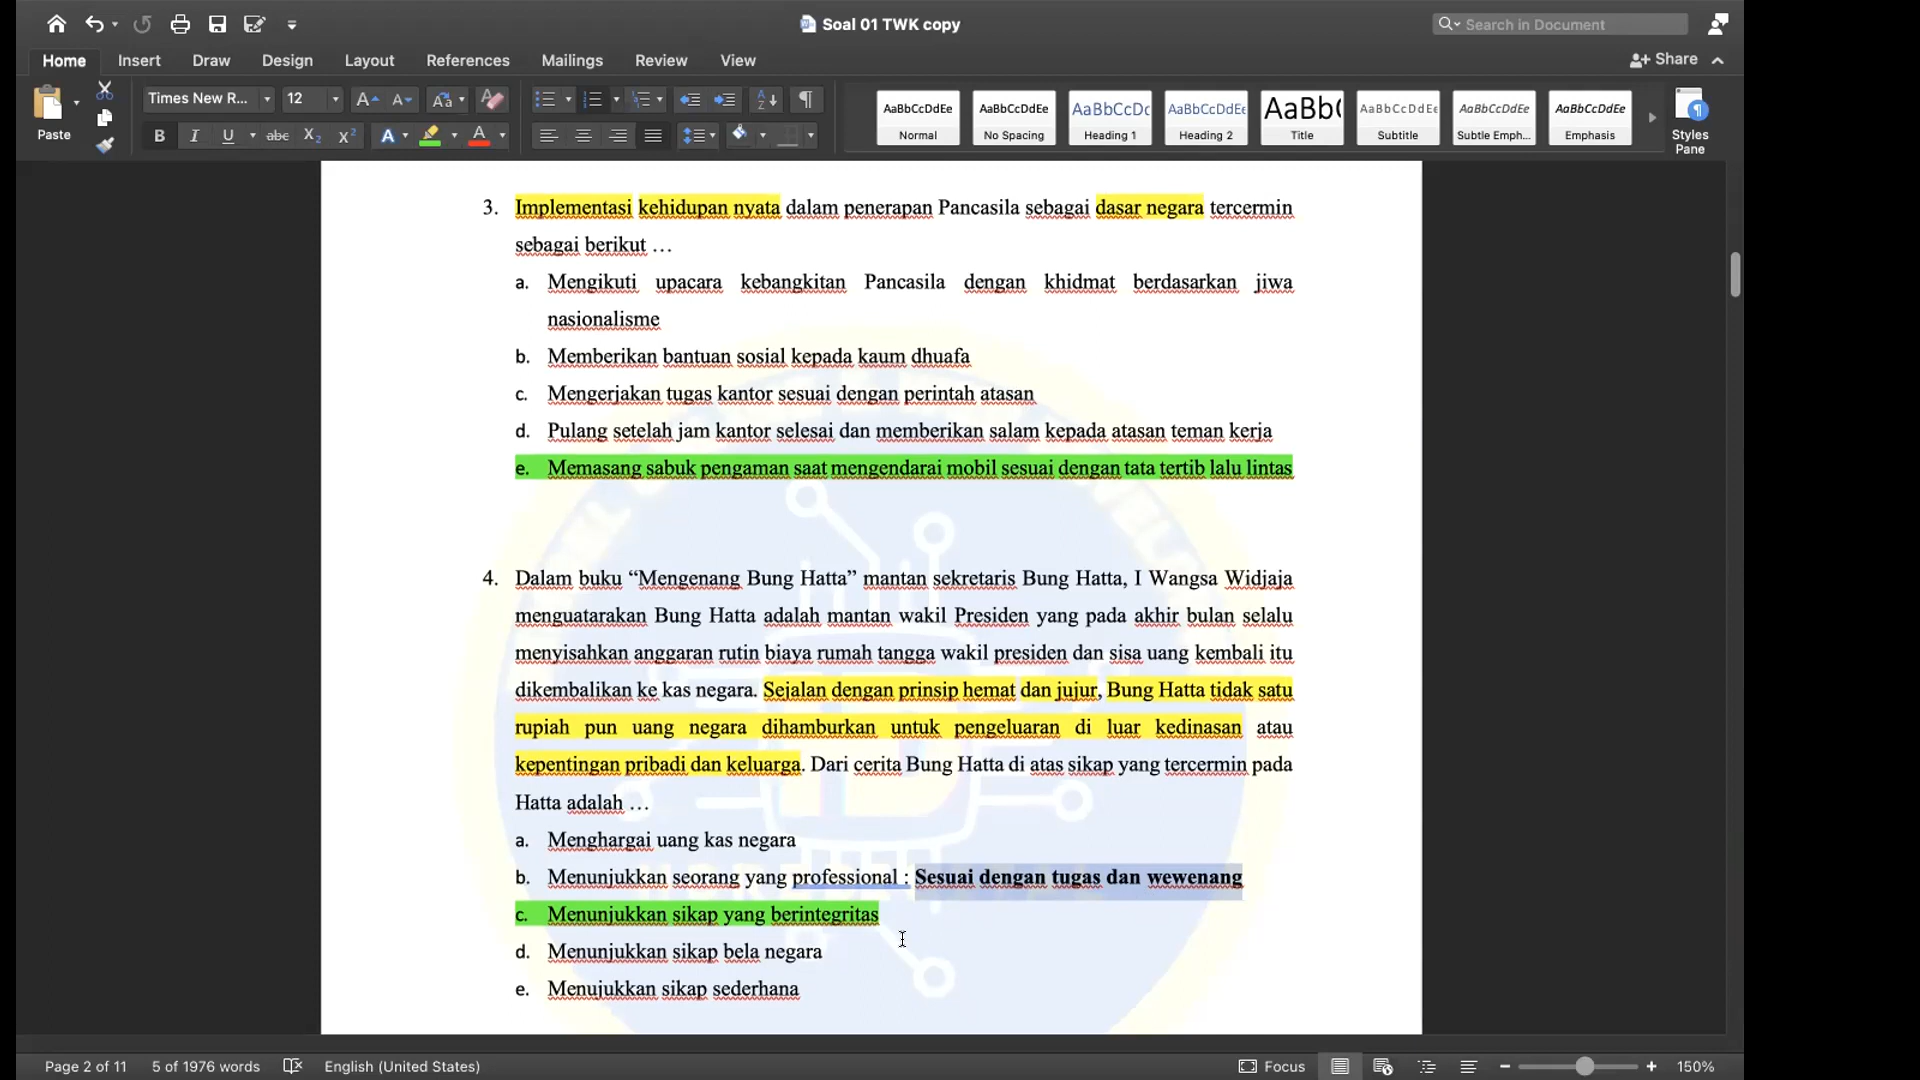 Soal 01 TWK copy
Search in Document
Home Insert Draw Design Layout References Mailings Review View Share
Paste
Times New R... 12
AaBbCcDdEe AaBbCcDdEe AaBbCcDc AaBbCcDdEe AaBb( AaBbCcDdEe AaBbCcDdEe AaBbCcDdEe
Normal No Spacing Heading 1 Heading 2 Title Subtitle Subtle Emph... Emphasis
Styles Pane
3. Implementasi kehidupan nyata dalam penerapan Pancasila sebagai dasar negara tercermin
sebagai berikut …
a. Mengikuti upacara kebangkitan Pancasila dengan khidmat berdasarkan jiwa
nasionalisme
b. Memberikan bantuan sosial kepada kaum dhuafa
c. Mengerjakan tugas kantor sesuai dengan perintah atasan
d. Pulang setelah jam kantor selesai dan memberikan salam kepada atasan teman kerja
e. Memasang sabuk pengaman saat mengendarai mobil sesuai dengan tata tertib lalu lintas
4. Dalam buku “Mengenang Bung Hatta” mantan sekretaris Bung Hatta, I Wangsa Widjaja
menguatarakan Bung Hatta adalah mantan wakil Presiden yang pada akhir bulan selalu
menyisahkan anggaran rutin biaya rumah tangga wakil presiden dan sisa uang kembali itu
dikembalikan ke kas negara. Sejalan dengan prinsip hemat dan jujur, Bung Hatta tidak satu
rupiah pun uang negara dihamburkan untuk pengeluaran di luar kedinasan atau
kepentingan pribadi dan keluarga. Dari cerita Bung Hatta di atas sikap yang tercermin pada
Hatta adalah …
a. Menghargai uang kas negara
b. Menunjukkan seorang yang professional : Sesuai dengan tugas dan wewenang
c. Menunjukkan sikap yang berintegritas
d. Menunjukkan sikap bela negara
e. Menujukkan sikap sederhana
Page 2 of 11 5 of 1976 words English (United States) Focus 150%